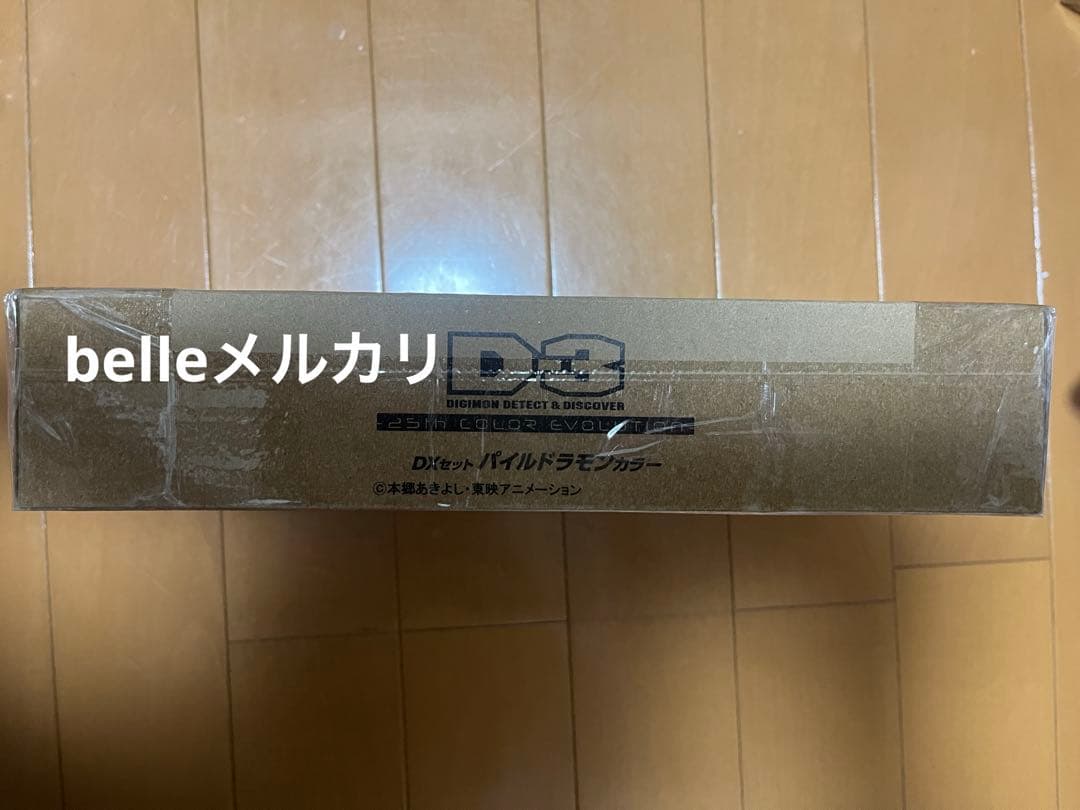 belleメルカリ
D-3
DIGIMON DETECT & DISCOVER
-25th COLOR EVOLUTION-
DXセット パイルドラモンカラー
©本郷あきよし・東映アニメーション